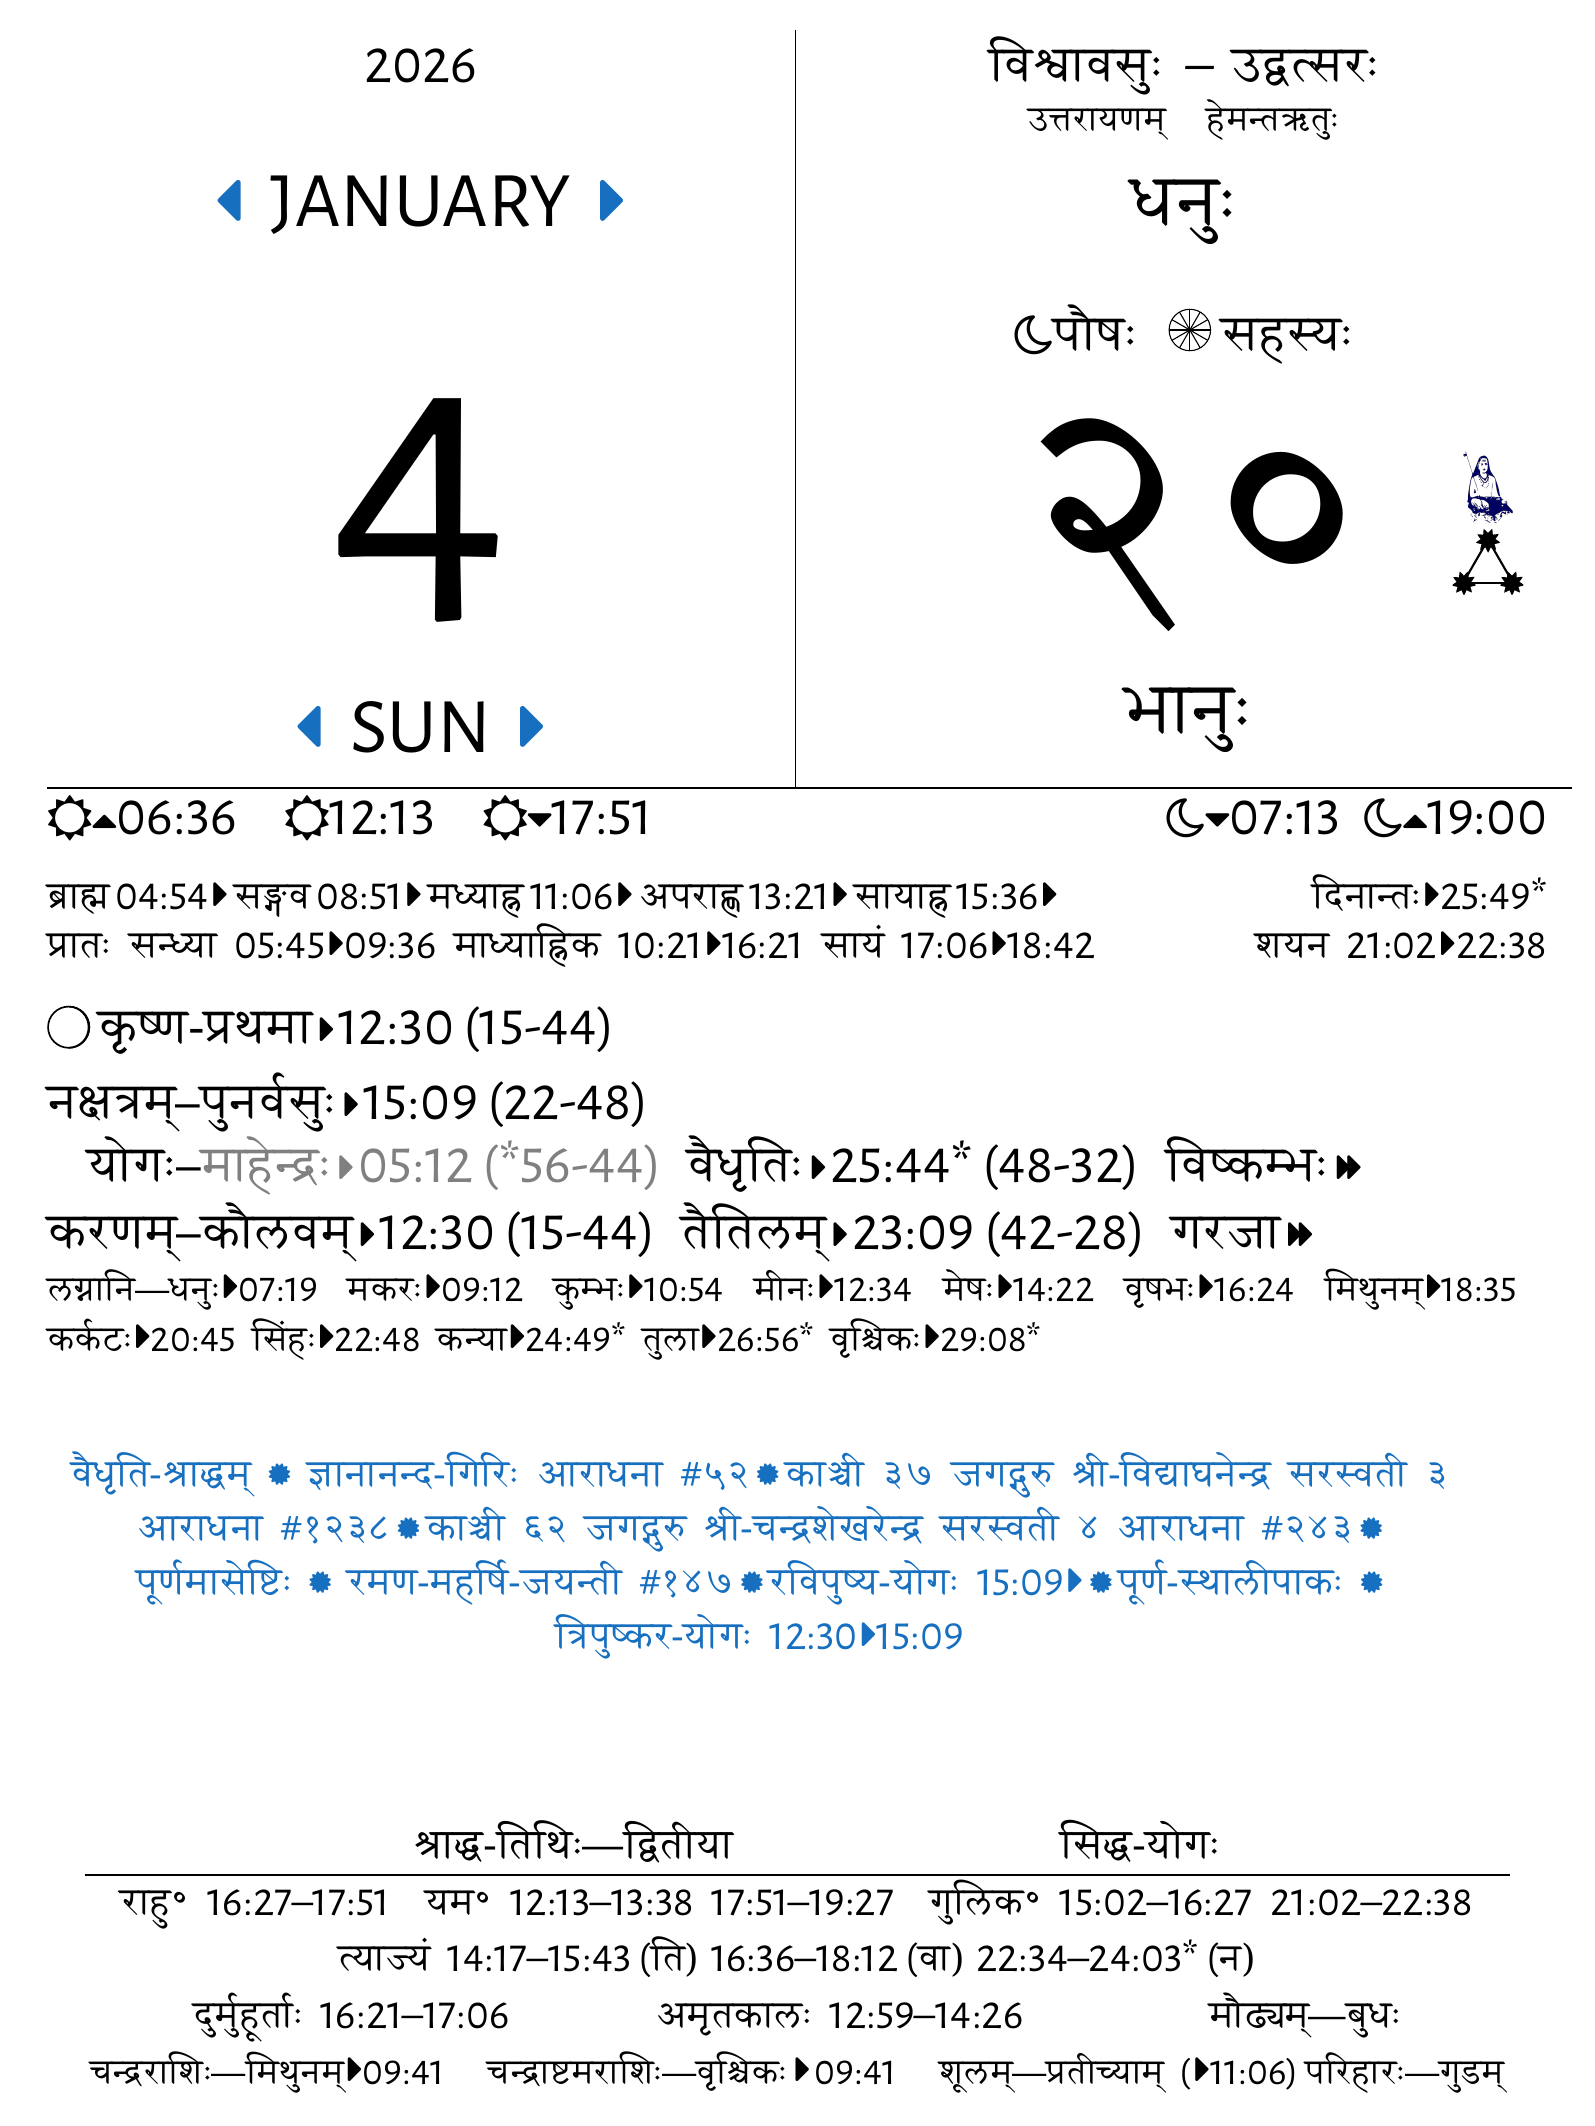 2026
JANUARY
4
SUN
विश्वावसुः – उद्वत्सरः
उत्तरायणम् हेमन्तऋतुः
धनुः
पौषः सहस्यः
२०
भानुः
06:36 12:13 17:51 07:13 19:00
ब्राह्म 04:54 सङ्गव 08:51 मध्याह्न 11:06 अपराह्ण 13:21 सायाह्न 15:36 दिनान्तः 25:49*
प्रातः सन्ध्या 05:45 09:36 माध्याह्निक 10:21 16:21 सायं 17:06 18:42 शयन 21:02 22:38
कृष्ण-प्रथमा 12:30 (15-44)
नक्षत्रम्–पुनर्वसुः 15:09 (22-48)
योगः–माहेन्द्रः 05:12 (*56-44) वैधृतिः 25:44* (48-32) विष्कम्भः
करणम्–कौलवम् 12:30 (15-44) तैतिलम् 23:09 (42-28) गरजा
लग्नानि—धनुः 07:19 मकरः 09:12 कुम्भः 10:54 मीनः 12:34 मेषः 14:22 वृषभः 16:24 मिथुनम् 18:35
कर्कटः 20:45 सिंहः 22:48 कन्या 24:49* तुला 26:56* वृश्चिकः 29:08*
वैधृति-श्राद्धम् ज्ञानानन्द-गिरिः आराधना #५२ काञ्ची ३७ जगद्गुरु श्री-विद्याघनेन्द्र सरस्वती ३
आराधना #१२३८ काञ्ची ६२ जगद्गुरु श्री-चन्द्रशेखरेन्द्र सरस्वती ४ आराधना #२४३
पूर्णमासेष्टिः रमण-महर्षि-जयन्ती #१४७ रविपुष्य-योगः 15:09 पूर्ण-स्थालीपाकः
त्रिपुष्कर-योगः 12:30 15:09
श्राद्ध-तिथिः—द्वितीया सिद्ध-योगः
राहु॰ 16:27–17:51 यम॰ 12:13–13:38 17:51–19:27 गुलिक॰ 15:02–16:27 21:02–22:38
त्याज्यं 14:17–15:43 (ति) 16:36–18:12 (वा) 22:34–24:03* (न)
दुर्मुहूर्ताः 16:21–17:06 अमृतकालः 12:59–14:26 मौढ्यम्—बुधः
चन्द्रराशिः—मिथुनम् 09:41 चन्द्राष्टमराशिः—वृश्चिकः 09:41 शूलम्—प्रतीच्याम् (11:06) परिहारः—गुडम्